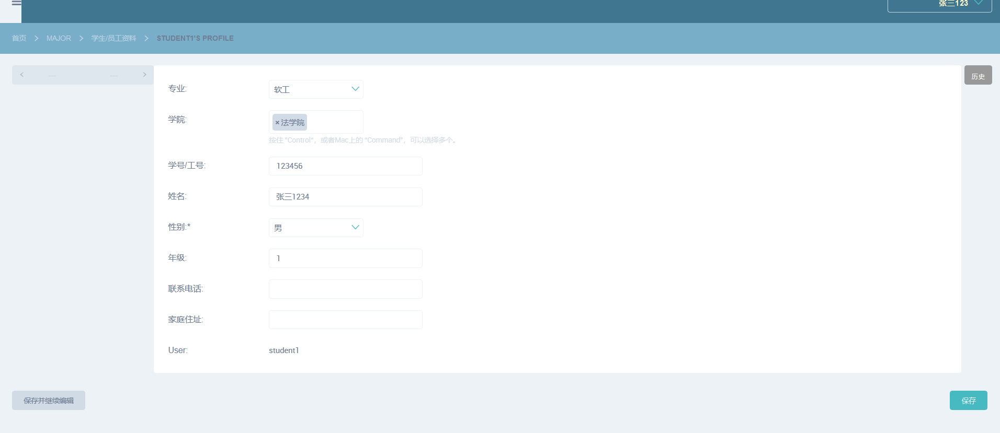 张三123
首页 > MAJOR > 学生/员工资料 > STUDENT1'S PROFILE
历史
专业: 软工
学院: × 法学院
按住 "Control"，或者Mac上的 "Command"，可以选择多个。
学号/工号: 123456
姓名: 张三1234
性别:* 男
年级: 1
联系电话:
家庭住址:
User: student1
保存并继续编辑 保存